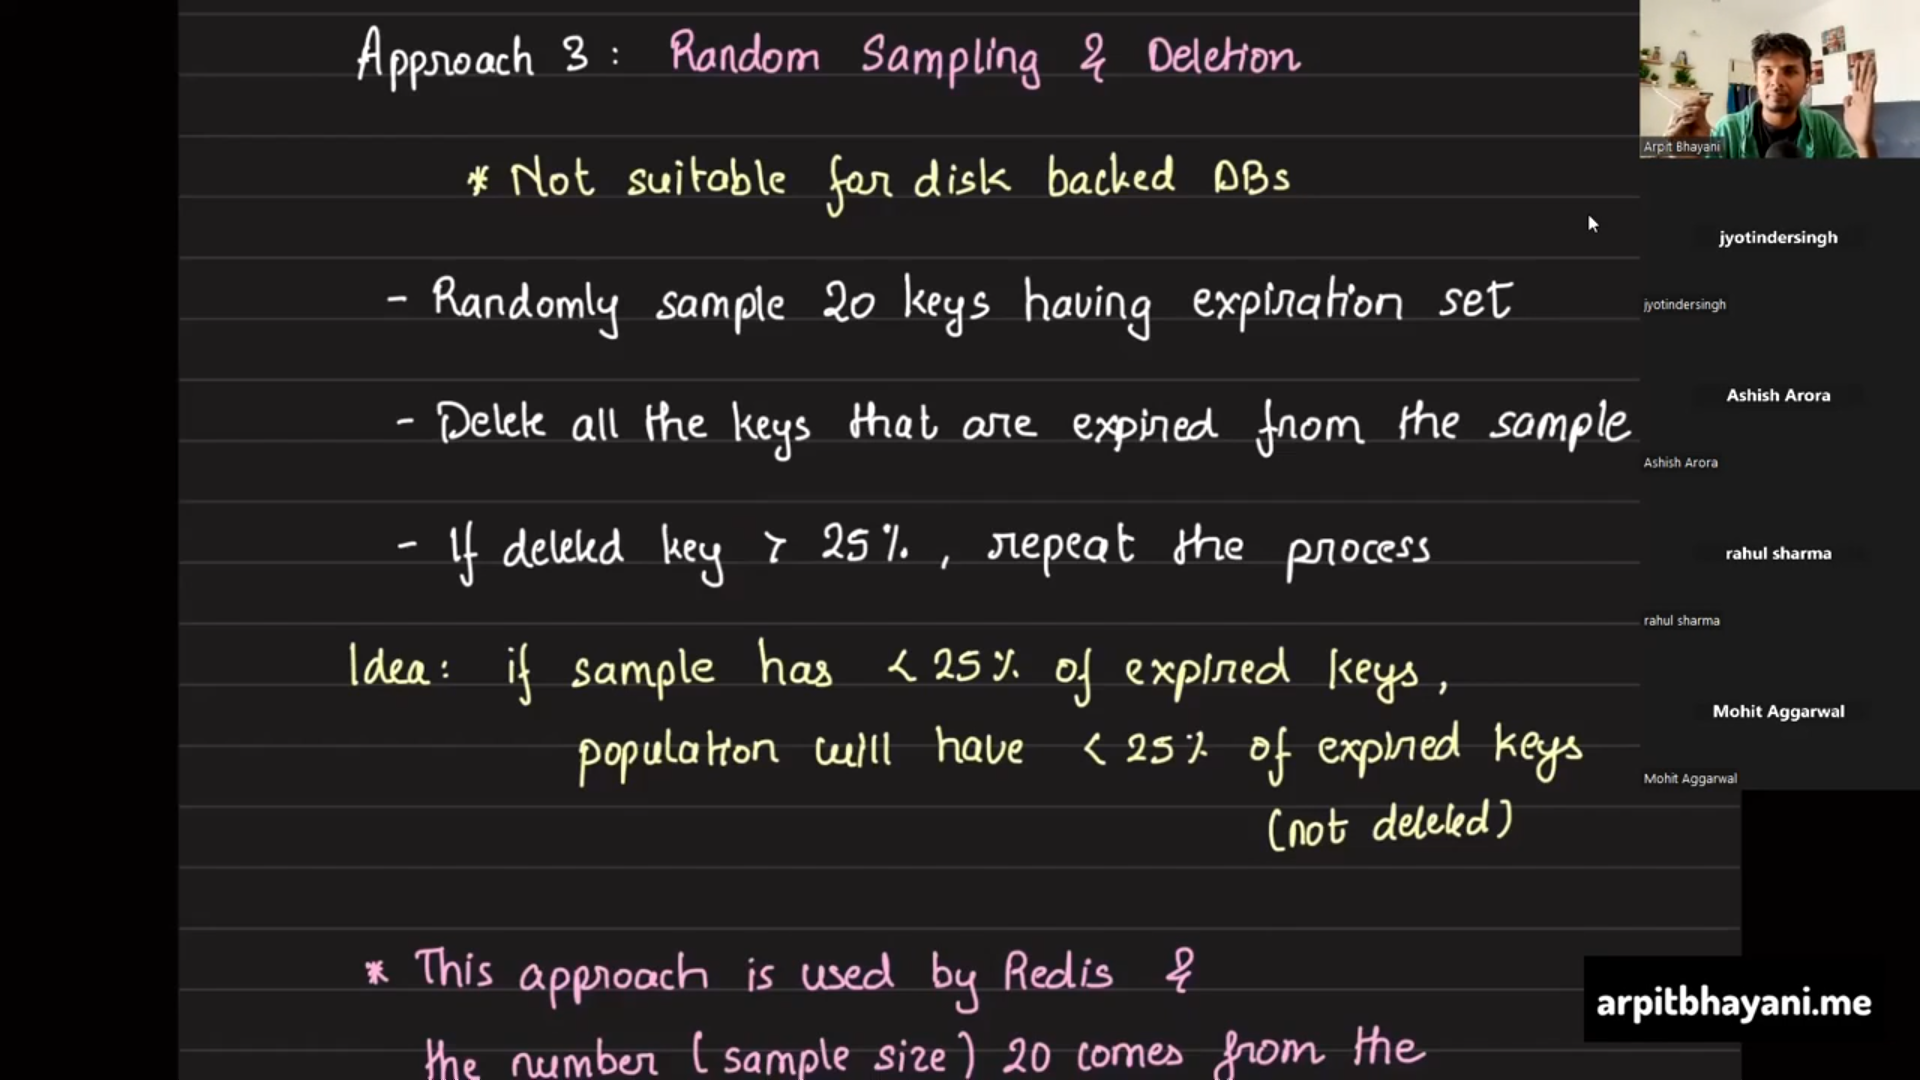 Approach 3 : Random Sampling & Deletion
* Not suitable for disk backed DBs
- Randomly sample 20 keys having expiration set
- Delete all the keys that are expired from the sample
- If deleted key > 25%, repeat the process
Idea: if sample has < 25% of expired keys,
population will have < 25% of expired keys
(not deleted)
* This approach is used by Redis &
the number (sample size) 20 comes from the
Arpit Bhayani
jyotindersingh
jyotindersingh
Ashish Arora
Ashish Arora
rahul sharma
rahul sharma
Mohit Aggarwal
Mohit Aggarwal
arpitbhayani.me